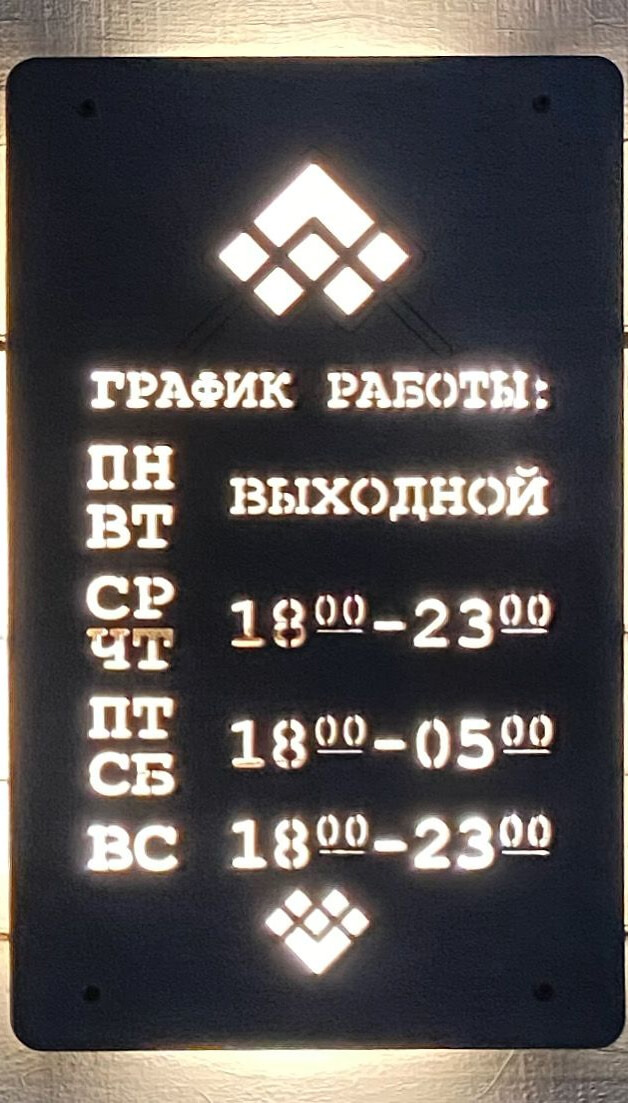 ГРАФИК РАБОТЫ:
ПН
ВТ
ВЫХОДНОЙ
СР
ЧТ
18⁰⁰-23⁰⁰
ПТ
СБ
18⁰⁰-05⁰⁰
ВС 18⁰⁰-23⁰⁰